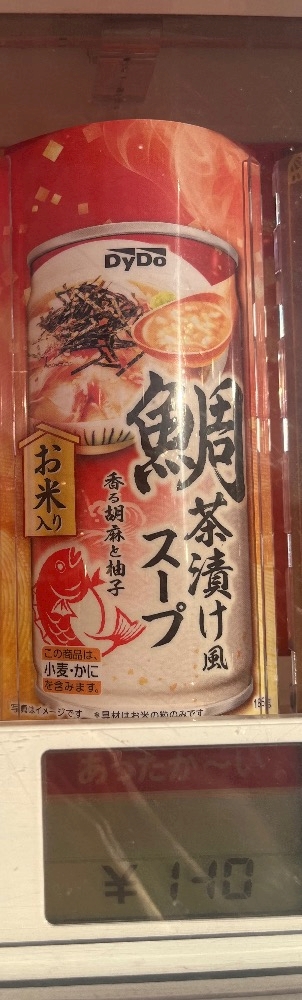 DyDo
鯛茶漬け風
スープ
香る胡麻と柚子
お米入り
この商品は、
小麦・かに
を含みます。
写真はイメージです ＊具材はお米の粒のみです
185g
あったか〜い
¥140